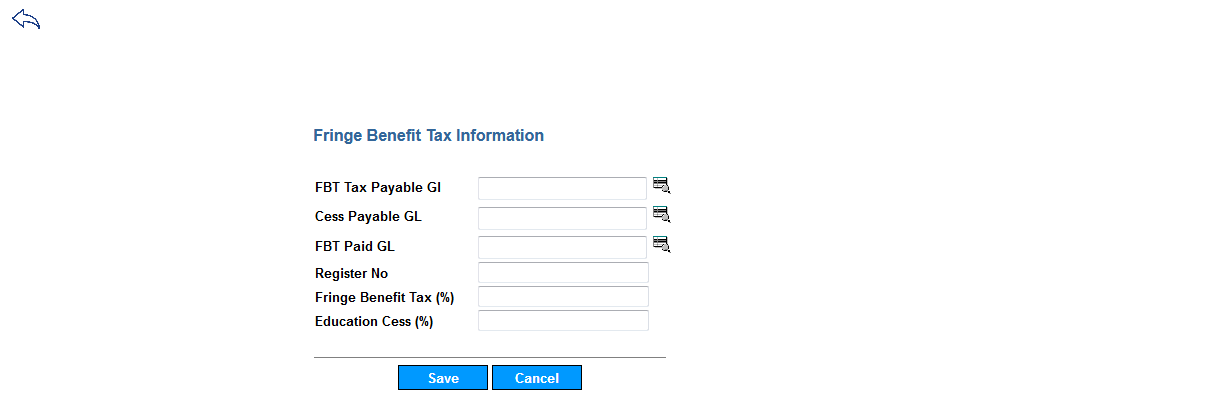 Fringe Benefit Tax Information
FBT Tax Payable Gl
Cess Payable GL
FBT Paid GL
Register No
Fringe Benefit Tax (%)
Education Cess (%)
Save Cancel